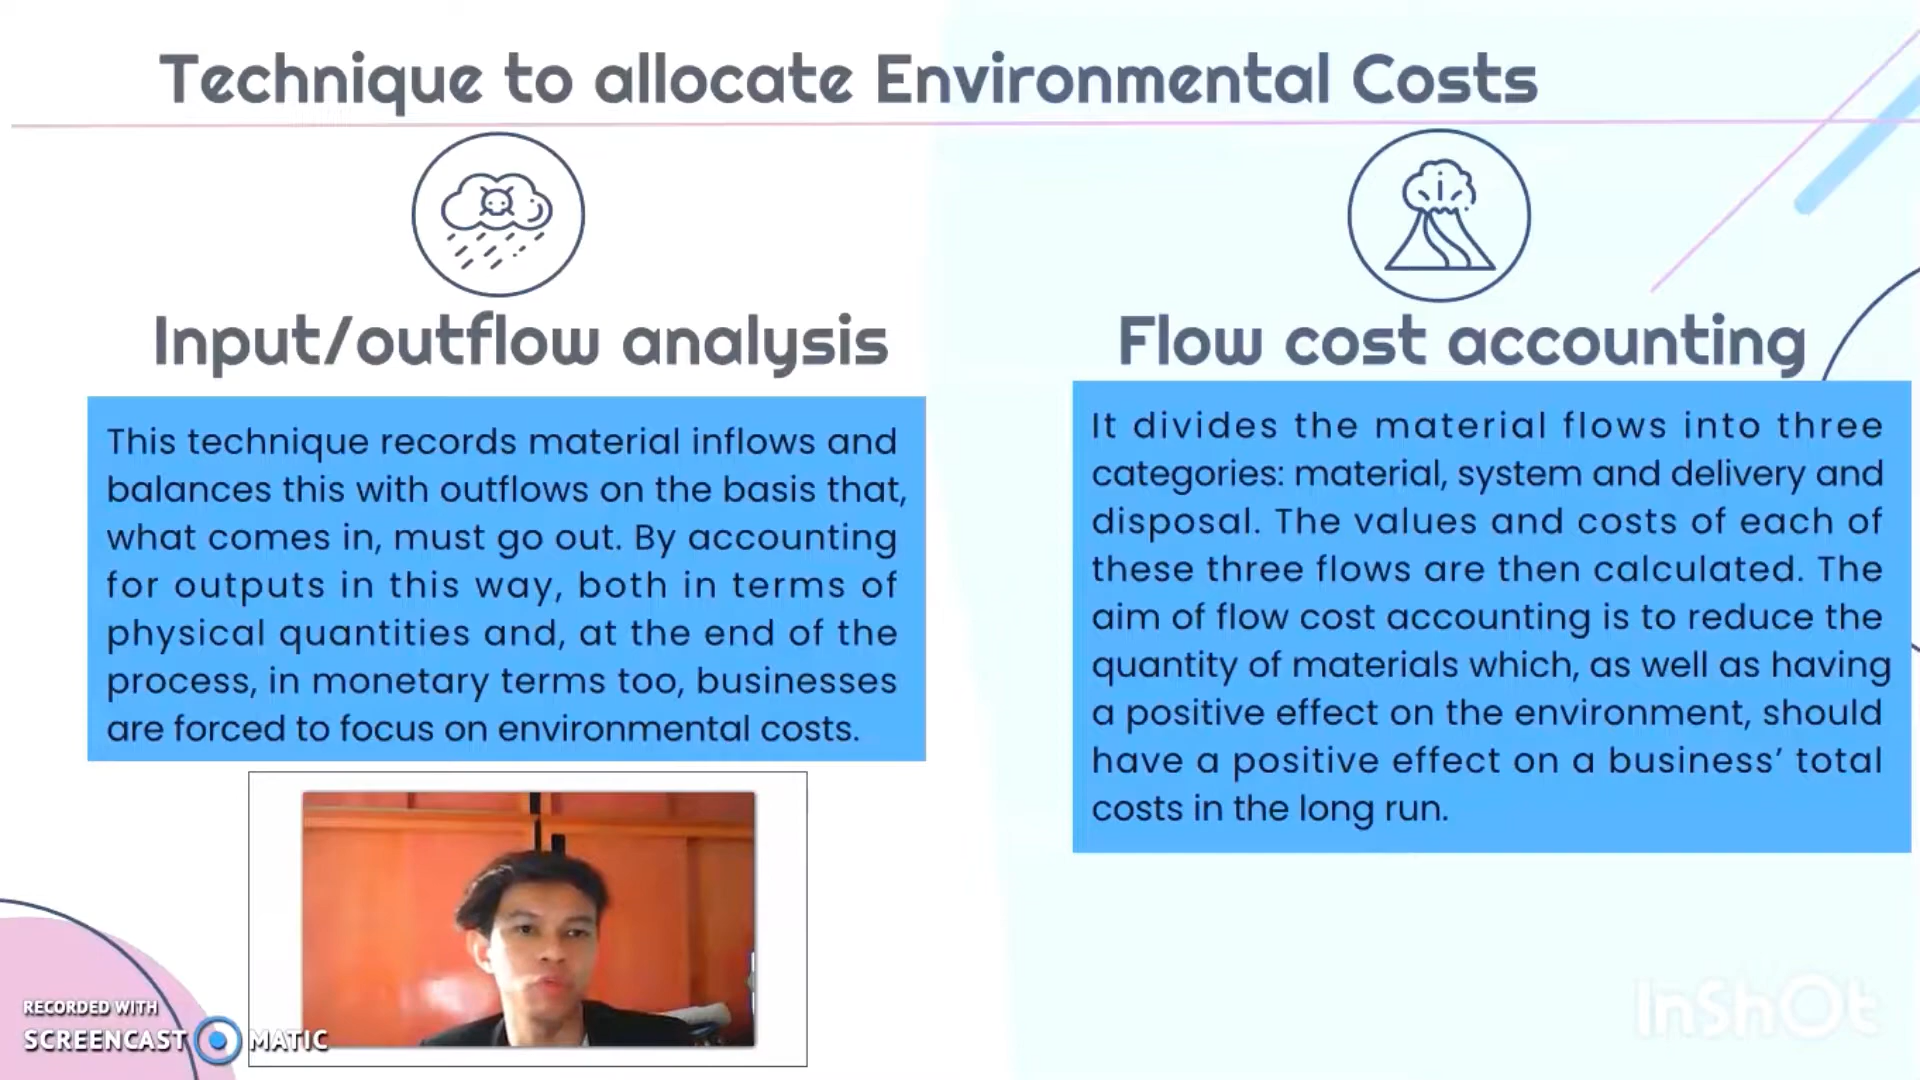 Technique to allocate Environmental Costs
Input/outflow analysis
This technique records material inflows and
balances this with outflows on the basis that,
what comes in, must go out. By accounting
for outputs in this way, both in terms of
physical quantities and, at the end of the
process, in monetary terms too, businesses
are forced to focus on environmental costs.
Flow cost accounting
It divides the material flows into three
categories: material, system and delivery and
disposal. The values and costs of each of
these three flows are then calculated. The
aim of flow cost accounting is to reduce the
quantity of materials which, as well as having
a positive effect on the environment, should
have a positive effect on a business’ total
costs in the long run.
RECORDED WITH
SCREENCAST MATIC
InShOt